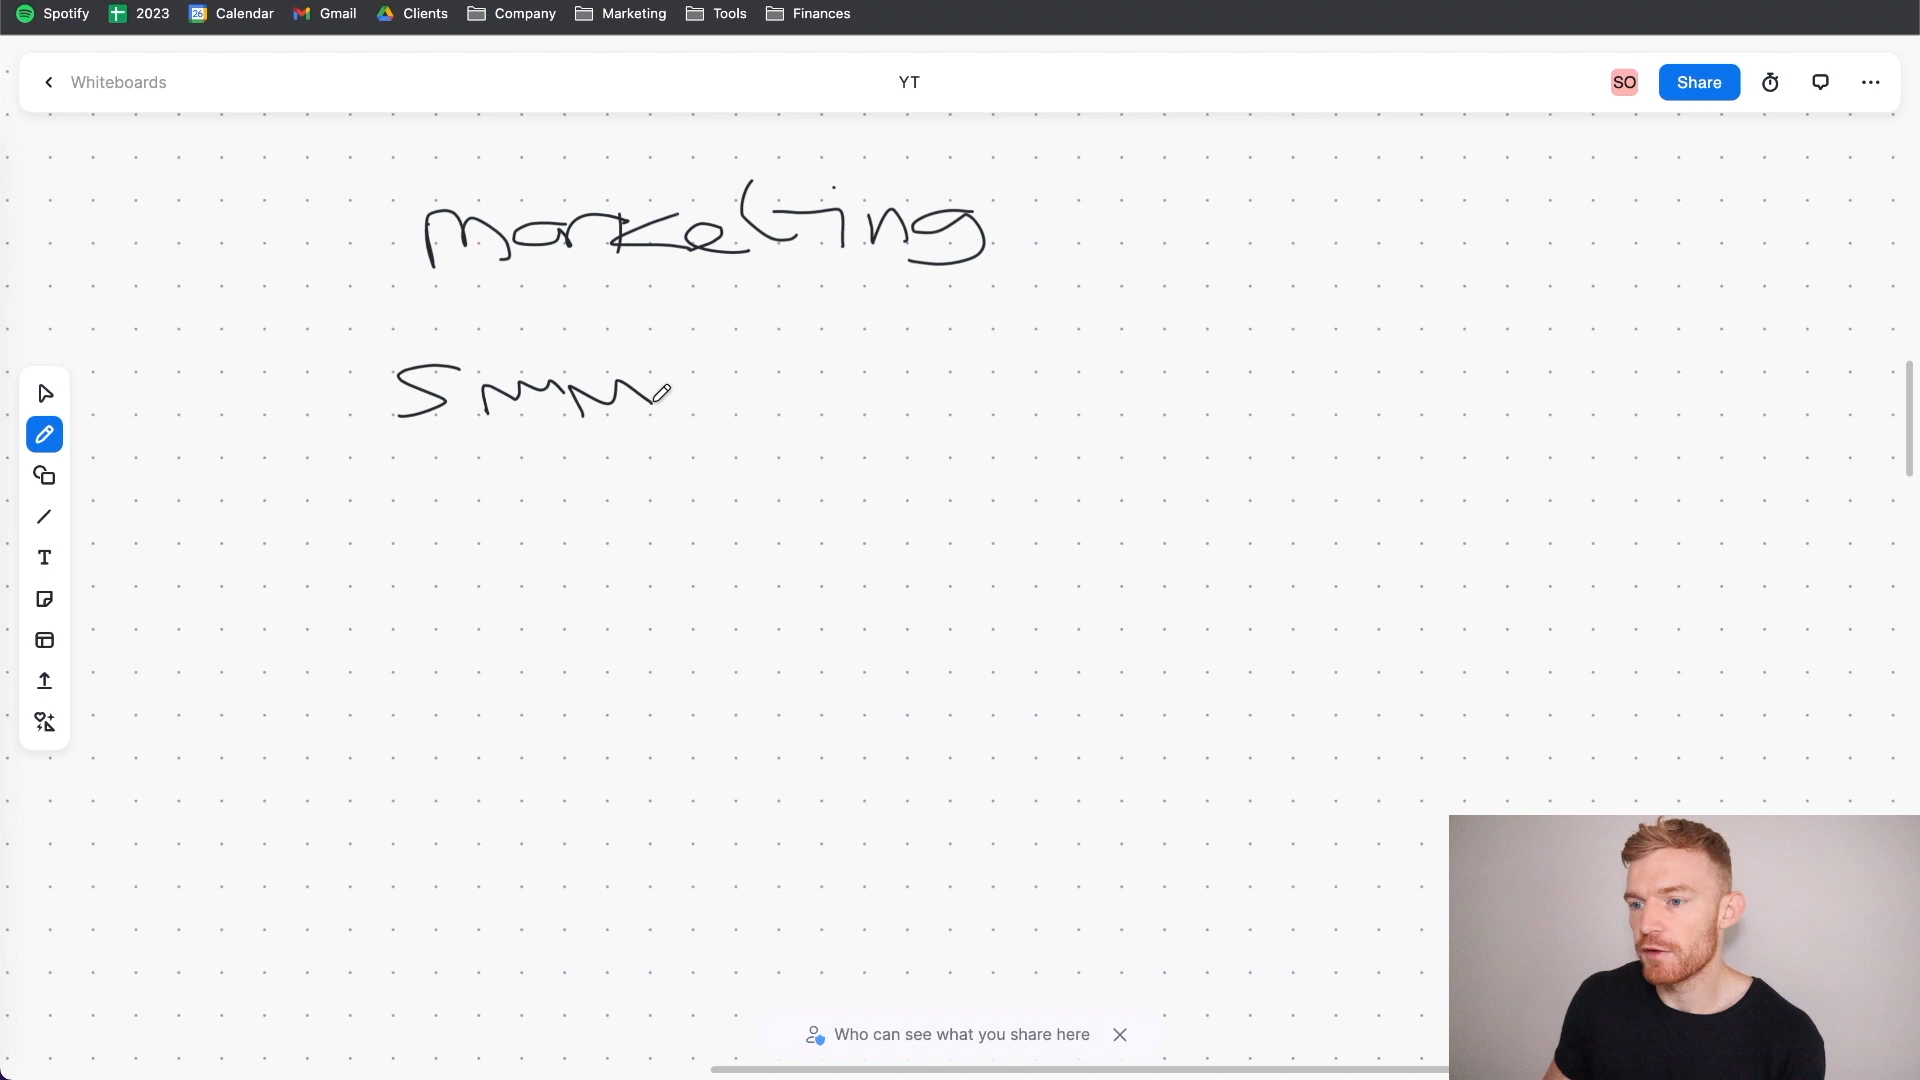 Spotify 2023 Calendar Gmail Clients Company Marketing Tools Finances
Whiteboards YT SO Share
Marketing
SMM
Who can see what you share here